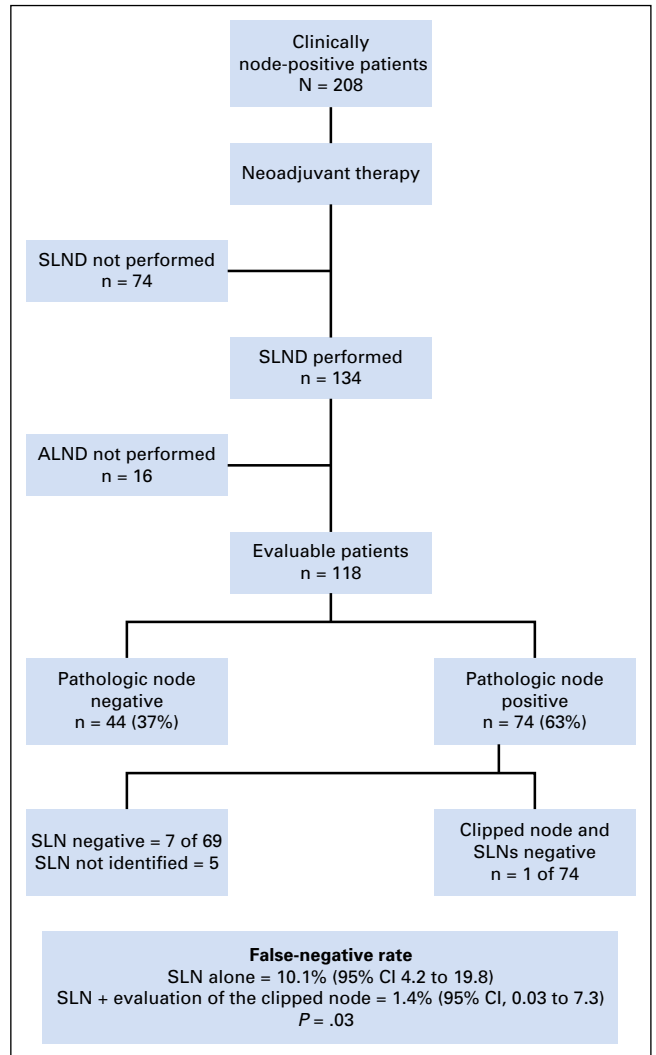 Clinically
node-positive patients
N = 208
Neoadjuvant therapy
SLND not performed
n = 74
SLND performed
n = 134
ALND not performed
n = 16
Evaluable patients
n = 118
Pathologic node
negative
n = 44 (37%)
Pathologic node
positive
n = 74 (63%)
SLN negative = 7 of 69
SLN not identified = 5
Clipped node and
SLNs negative
n = 1 of 74
False-negative rate
SLN alone = 10.1% (95% CI 4.2 to 19.8)
SLN + evaluation of the clipped node = 1.4% (95% CI, 0.03 to 7.3)
P = .03